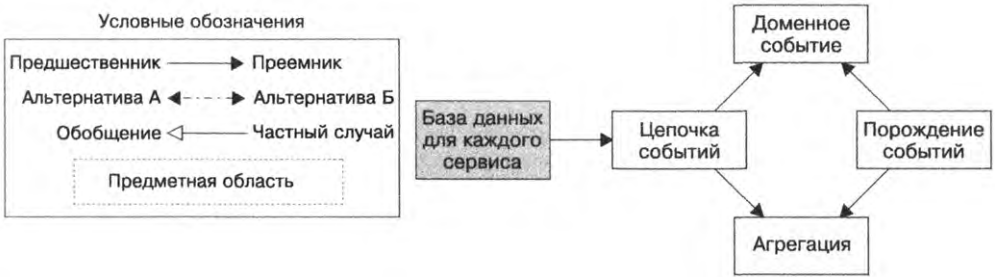 Условные обозначения
Предшественник Преемник
Альтернатива А Альтернатива Б
Обобщение Частный случай
Предметная область
База данных
для каждого
сервиса
Доменное
событие
Цепочка
событий
Порождение
событий
Агрегация